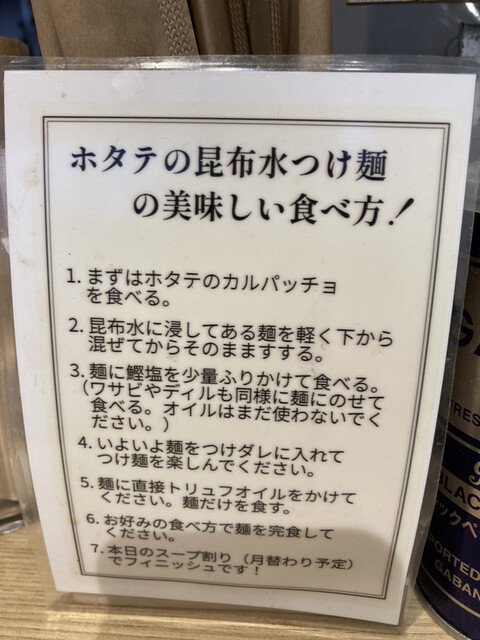 ホタテの昆布水つけ麺
の美味しい食べ方！
1. まずはホタテのカルパッチョ
を食べる。
2. 昆布水に浸してある麺を軽く下から
混ぜてからそのまますする。
3. 麺に鰹塩を少量ふりかけて食べる。
（ワサビやディルも同様に麺にのせて
食べる。オイルはまだ使わないでく
ださい。）
4. いよいよ麺をつけダレに入れて
つけ麺を楽しんでください。
5. 麺に直接トリュフオイルをかけて
ください。麺だけを食す。
6. お好みの食べ方で麺を完食して
ください。
7. 本日のスープ割り（月替わり予定）
でフィニッシュです！
BLAC
ックペ
PORTED
GABAN